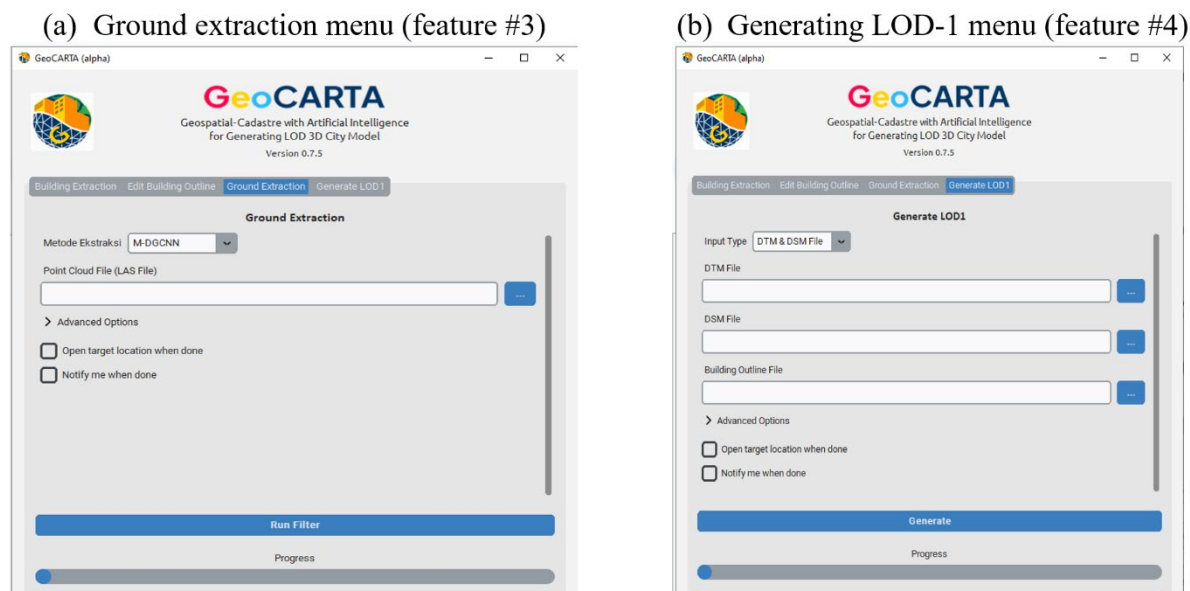 (a) Ground extraction menu (feature #3)
GeoCARTA (alpha)
GeoCARTA
Geospatial-Cadastre with Artificial Intelligence
for Generating LOD 3D City Model
Version 0.7.5
Building Extraction Edit Building Outline Ground Extraction Generate LOD1
Ground Extraction
Metode Ekstraksi M-DGCNN
Point Cloud File (LAS File)
...
> Advanced Options
Open target location when done
Notify me when done
Run Filter
Progress
(b) Generating LOD-1 menu (feature #4)
GeoCARTA (alpha)
GeoCARTA
Geospatial-Cadastre with Artificial Intelligence
for Generating LOD 3D City Model
Version 0.7.5
Building Extraction Edit Building Outline Ground Extraction Generate LOD1
Generate LOD1
Input Type DTM & DSM File
DTM File
...
DSM File
...
Building Outline File
...
> Advanced Options
Open target location when done
Notify me when done
Generate
Progress